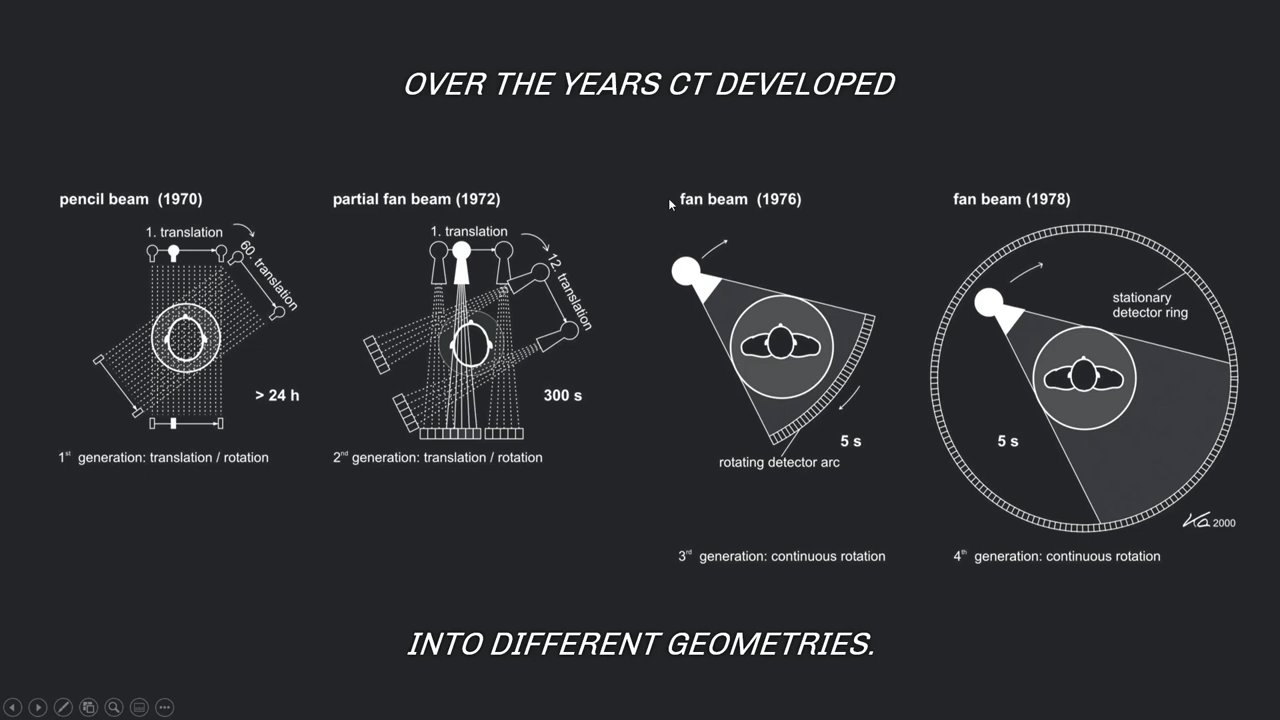 OVER THE YEARS CT DEVELOPED
pencil beam (1970)
1. translation
60. translation
> 24 h
1st generation: translation / rotation
partial fan beam (1972)
1. translation
12. translation
300 s
2nd generation: translation / rotation
fan beam (1976)
5 s
rotating detector arc
3rd generation: continuous rotation
fan beam (1978)
stationary
detector ring
5 s
2000
4th generation: continuous rotation
INTO DIFFERENT GEOMETRIES.